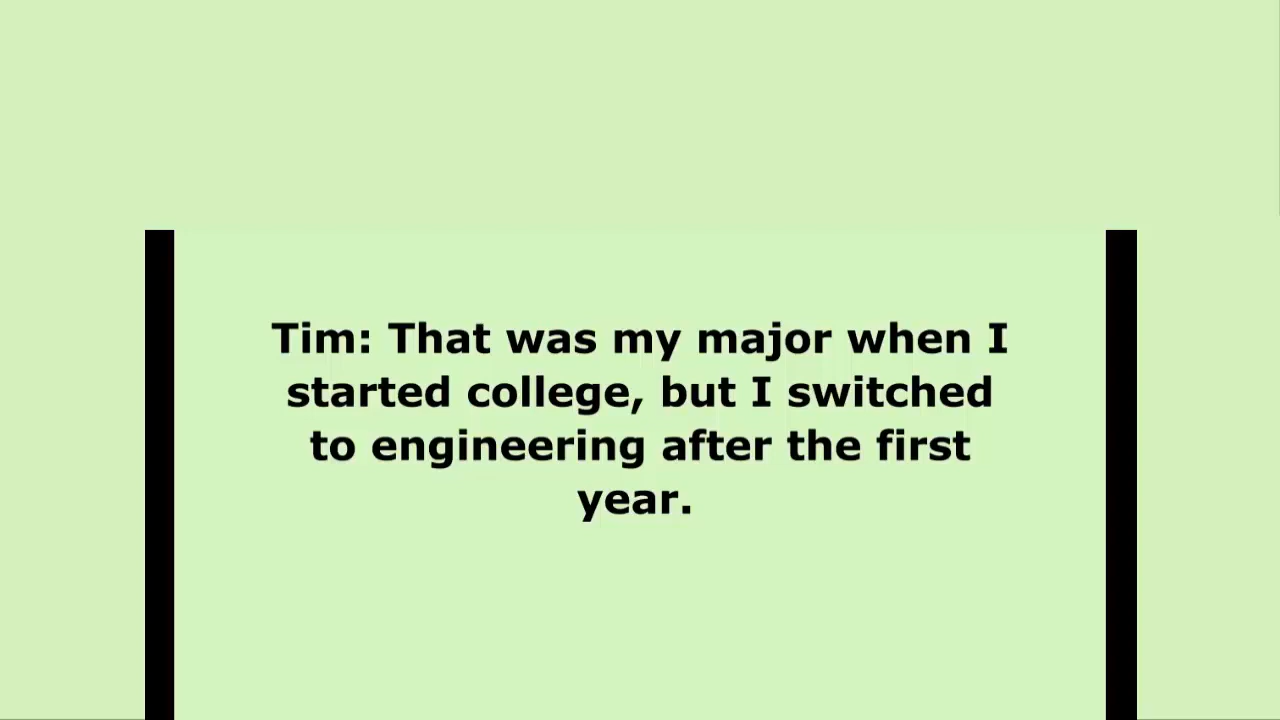 Tim: That was my major when I
started college, but I switched
to engineering after the first
year.